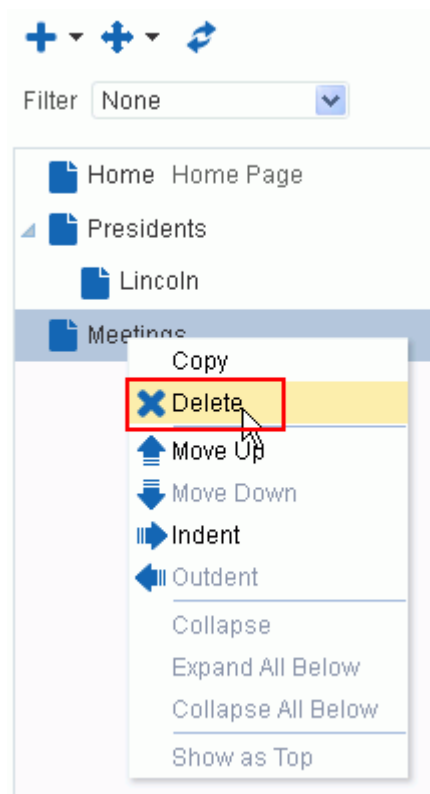 Filter None
Home Home Page
Presidents
Lincoln
Meetings
Copy
Delete
Move Up
Move Down
Indent
Outdent
Collapse
Expand All Below
Collapse All Below
Show as Top